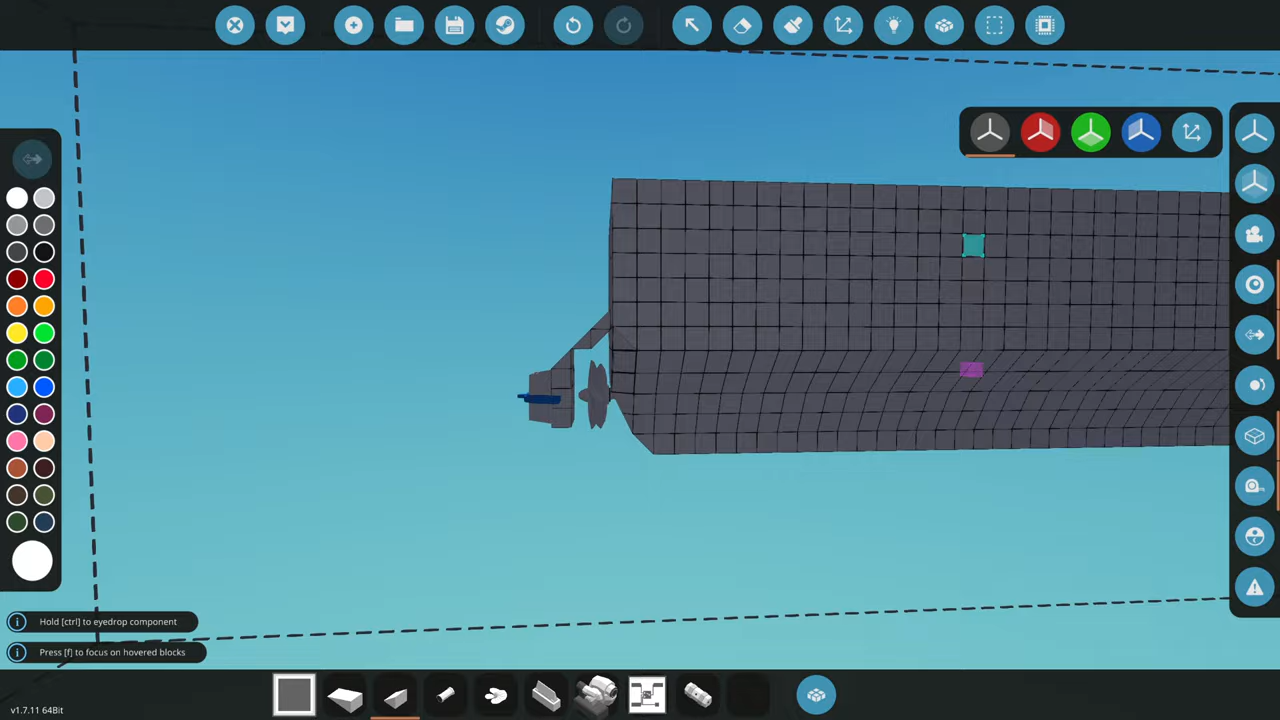 Hold [ctrl] to eyedrop component
Press [f] to focus on hovered blocks
v1.7.11 64Bit